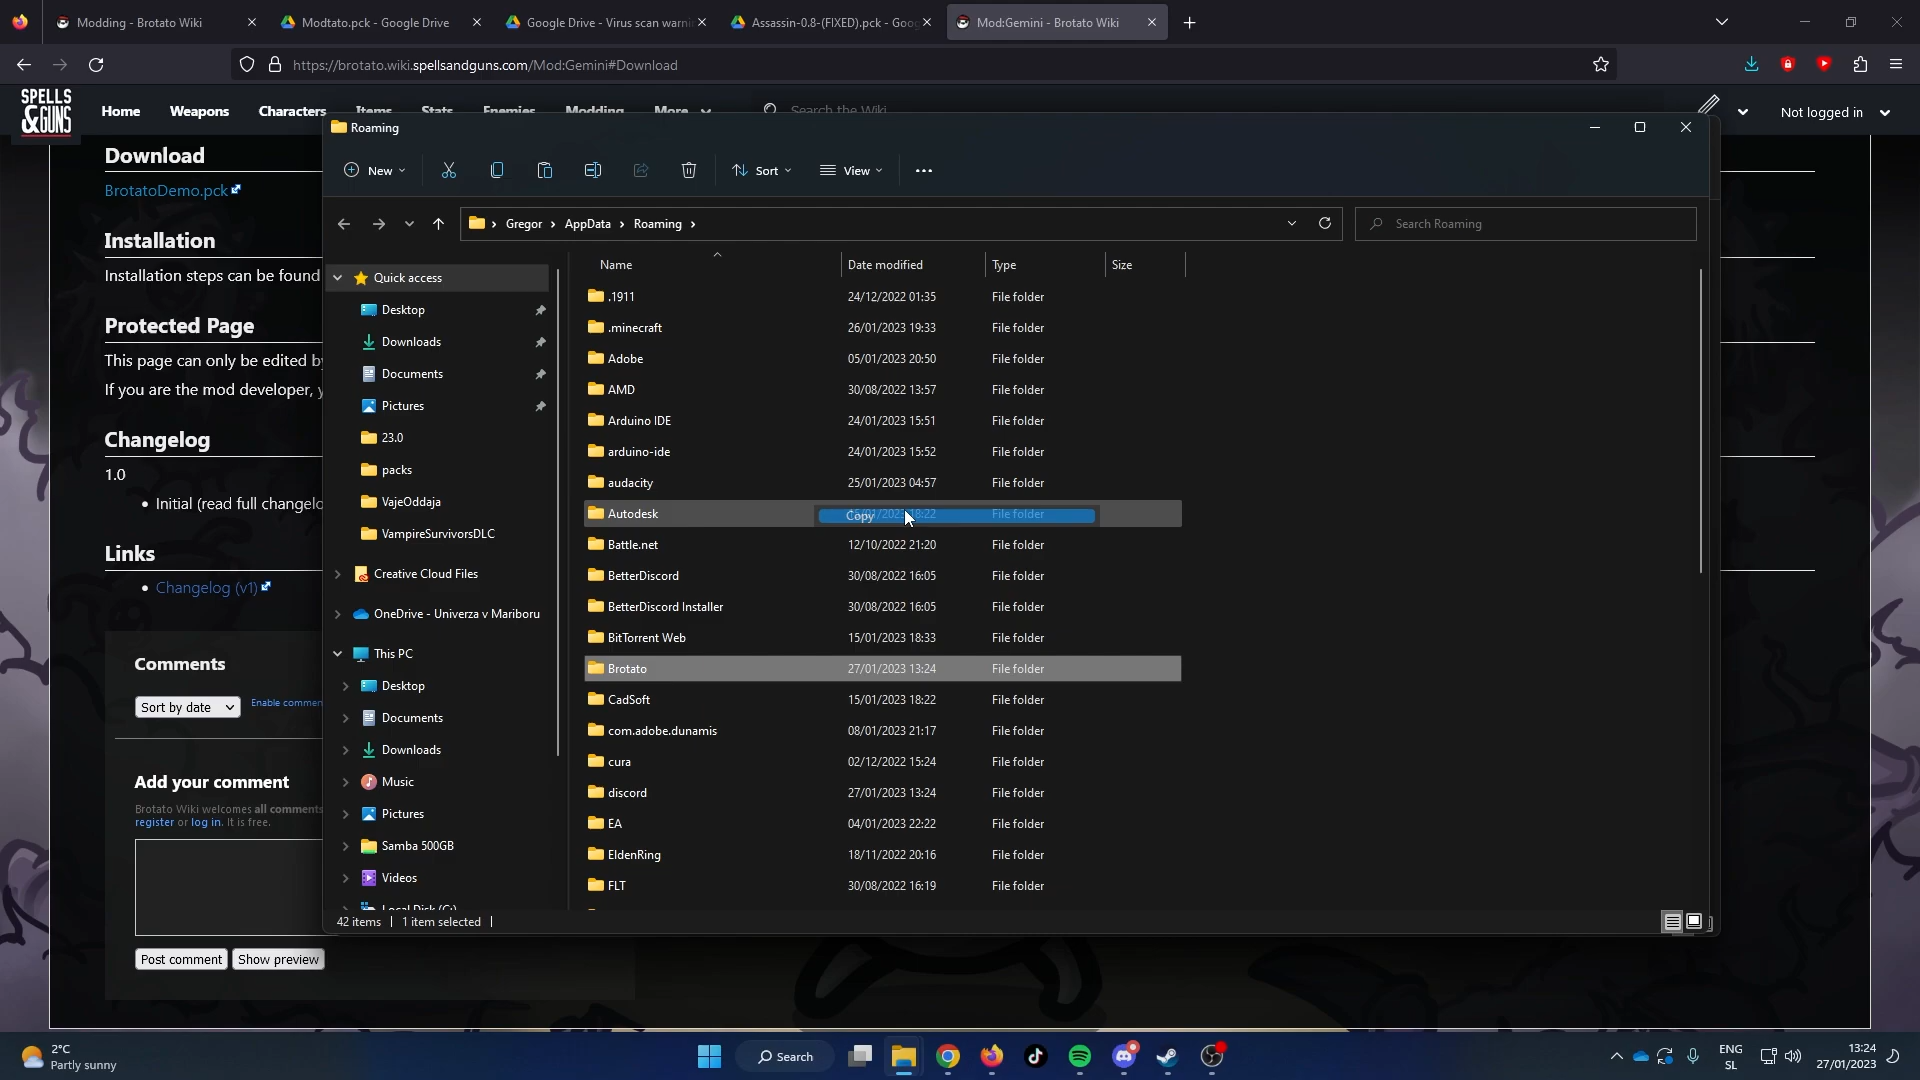 Modding - Brotato Wiki
Modtato.pck - Google Drive
Google Drive - Virus scan warni
Assassin-0.8-(FIXED).pck - Goog
Mod:Gemini - Brotato Wiki
https://brotato.wiki.spellsandguns.com/Mod:Gemini#Download
SPELLS
&GUNS
Home
Weapons
Characters
Items
Stats
Enemies
Modding
More
Search the Wiki
Not logged in
Download
BrotatoDemo.pck
Installation
Installation steps can be found
Protected Page
This page can only be edited by
If you are the mod developer, y
Changelog
1.0
Initial (read full changelo
Links
Changelog (v1)
Comments
Sort by date
Enable commen
Add your comment
Brotato Wiki welcomes all comments
register or log in. It is free.
Post comment
Show preview
Roaming
New
Sort
View
Gregor
AppData
Roaming
Search Roaming
Quick access
Desktop
Downloads
Documents
Pictures
23.0
packs
VajeOddaja
VampireSurvivorsDLC
Creative Cloud Files
OneDrive - Univerza v Mariboru
This PC
Desktop
Documents
Downloads
Music
Pictures
Samba 500GB
Videos
Local Disk (C:)
Name Date modified Type Size
.1911 24/12/2022 01:35 File folder
.minecraft 26/01/2023 19:33 File folder
Adobe 05/01/2023 20:50 File folder
AMD 30/08/2022 13:57 File folder
Arduino IDE 24/01/2023 15:51 File folder
arduino-ide 24/01/2023 15:52 File folder
audacity 25/01/2023 04:57 File folder
Autodesk Copy 18:22 File folder
Battle.net 12/10/2022 21:20 File folder
BetterDiscord 30/08/2022 16:05 File folder
BetterDiscord Installer 30/08/2022 16:05 File folder
BitTorrent Web 15/01/2023 18:33 File folder
Brotato 27/01/2023 13:24 File folder
CadSoft 15/01/2023 18:22 File folder
com.adobe.dunamis 08/01/2023 21:17 File folder
cura 02/12/2022 15:24 File folder
discord 27/01/2023 13:24 File folder
EA 04/01/2023 22:22 File folder
EldenRing 18/11/2022 20:16 File folder
FLT 30/08/2022 16:19 File folder
42 items
1 item selected
2°C
Partly sunny
Search
ENG
SL
13:24
27/01/2023